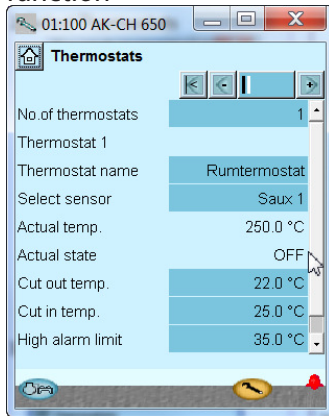 function
01:100 AK-CH 650
Thermostats
No.of thermostats 1
Thermostat 1
Thermostat name Rumtermostat
Select sensor Saux 1
Actual temp. 250.0 °C
Actual state OFF
Cut out temp. 22.0 °C
Cut in temp. 25.0 °C
High alarm limit 35.0 °C